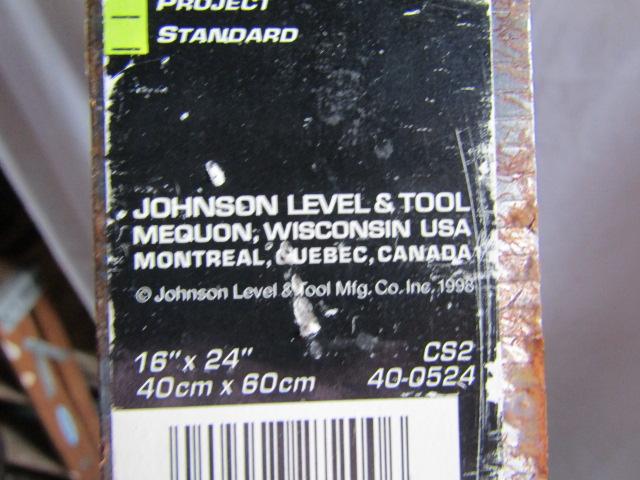 PROJECT
STANDARD
JOHNSON LEVEL & TOOL
MEQUON, WISCONSIN USA
MONTREAL, QUEBEC, CANADA
© Johnson Level & Tool Mfg. Co. Inc. 1998
16" x 24" CS2
40cm x 60cm 40-0524